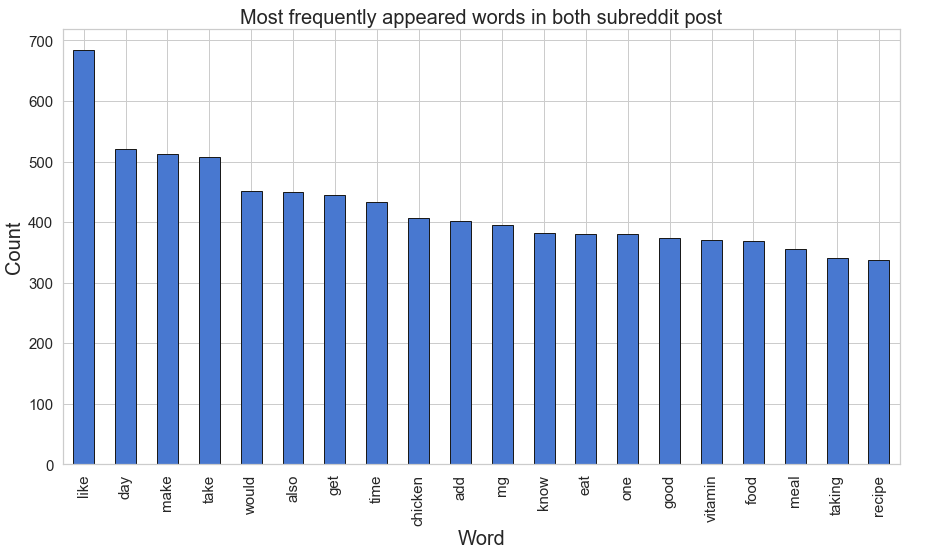 Most frequently appeared words in both subreddit post
700
600
500
400
300
200
100
0
Count
like
day
make
take
would
also
get
time
chicken
add
mg
know
eat
one
good
vitamin
food
meal
taking
recipe
Word